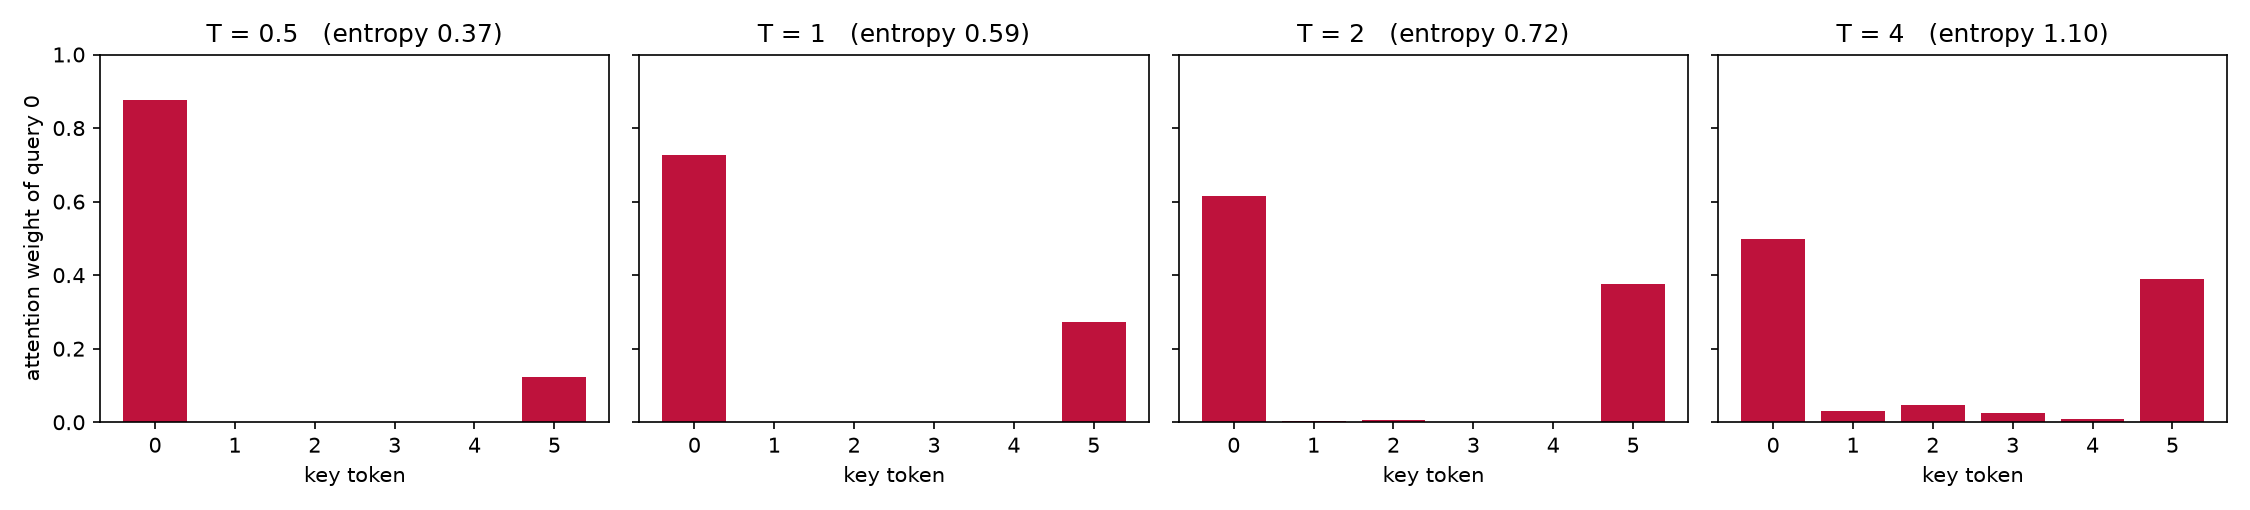 T = 0.5   (entropy 0.37)
T = 1   (entropy 0.59)
T = 2   (entropy 0.72)
T = 4   (entropy 1.10)
attention weight of query 0
1.0
0.8
0.6
0.4
0.2
0.0
0 1 2 3 4 5
0 1 2 3 4 5
0 1 2 3 4 5
0 1 2 3 4 5
key token
key token
key token
key token